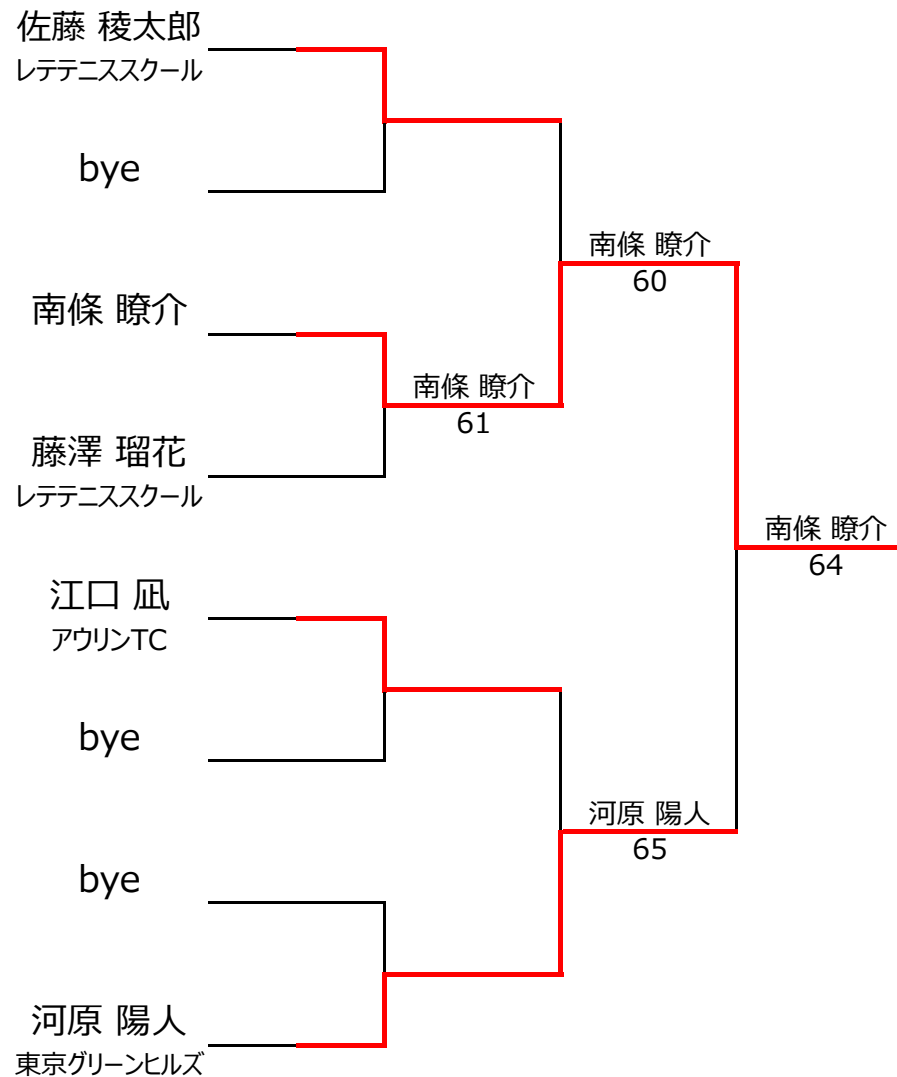 佐藤 稜太郎
レテテニススクール
bye
南條 瞭介
60
南條 瞭介
南條 瞭介
61
藤澤 瑠花
レテテニススクール
南條 瞭介
64
江口 凪
アウリンTC
bye
河原 陽人
65
bye
河原 陽人
東京グリーンヒルズ